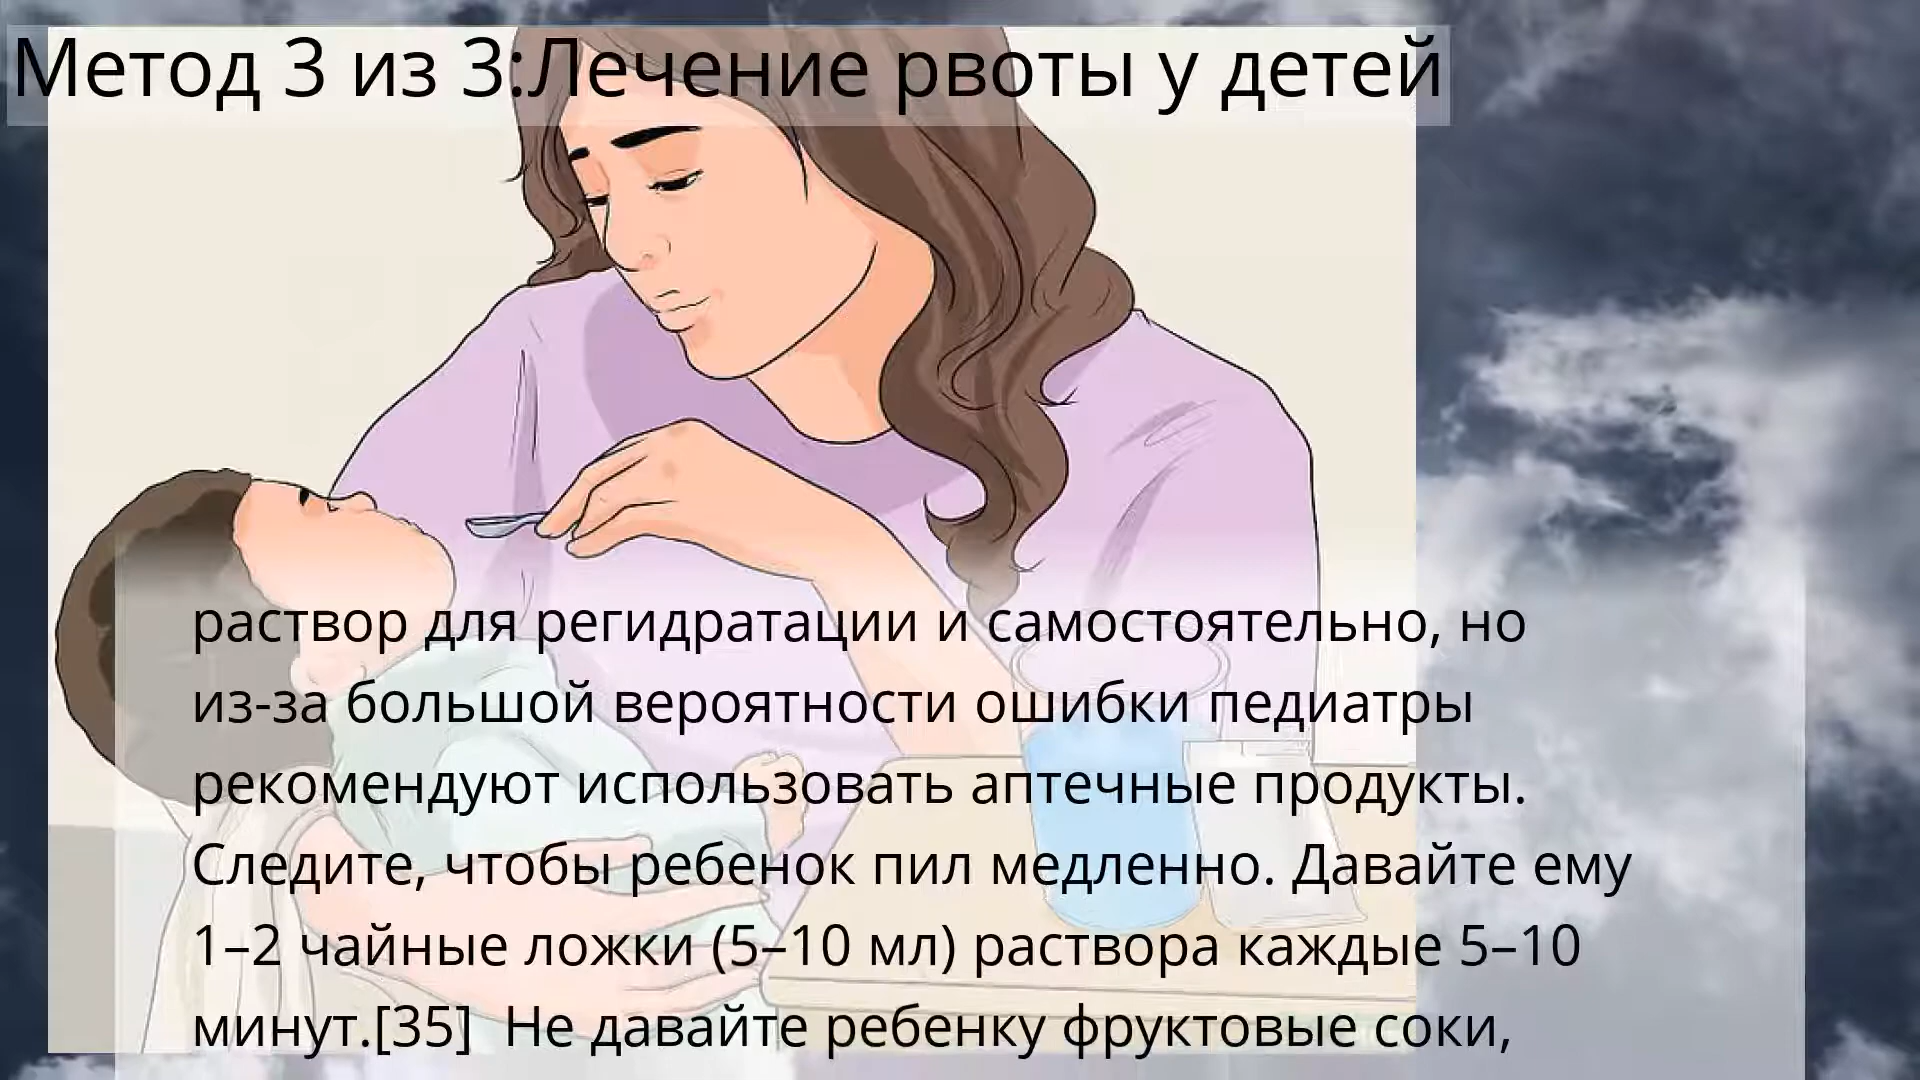 Метод 3 из 3:Лечение рвоты у детей
раствор для регидратации и самостоятельно, но
из-за большой вероятности ошибки педиатры
рекомендуют использовать аптечные продукты.
Следите, чтобы ребенок пил медленно. Давайте ему
1–2 чайные ложки (5–10 мл) раствора каждые 5–10
минут.[35]  Не давайте ребенку фруктовые соки,